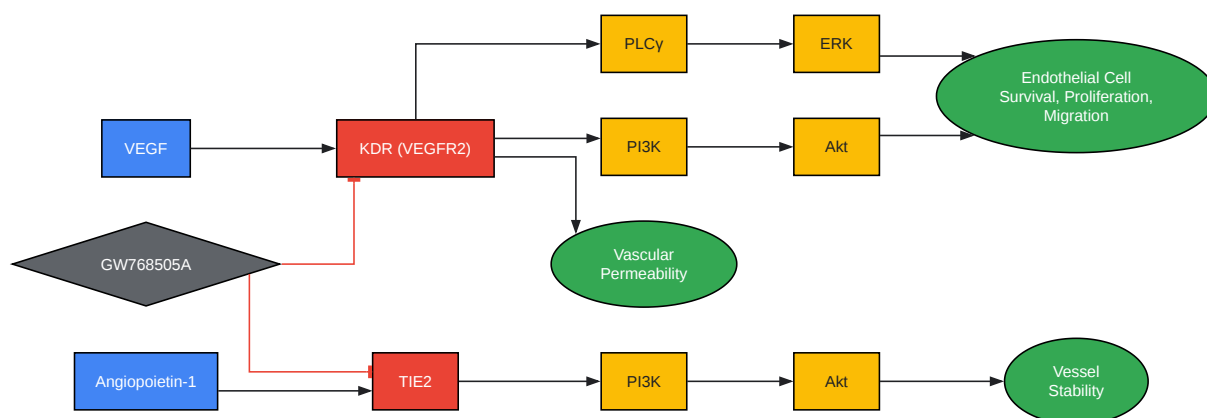 PLCγ
ERK
Endothelial Cell
Survival, Proliferation,
Migration
VEGF
KDR (VEGFR2)
PI3K
Akt
GW768505A
Vascular
Permeability
Angiopoietin-1
TIE2
PI3K
Akt
Vessel
Stability